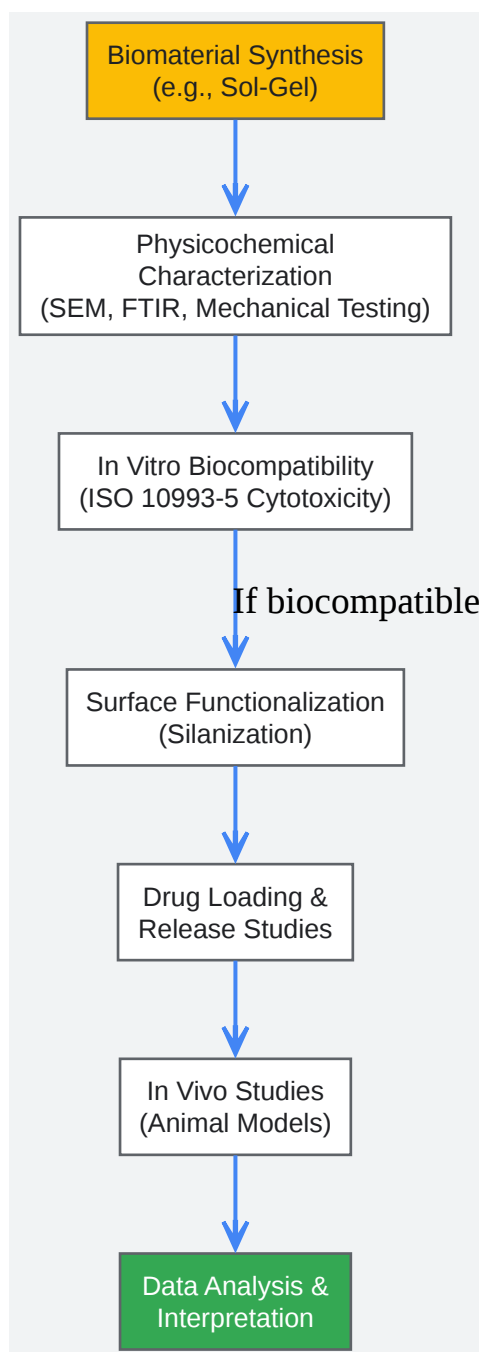 Biomaterial Synthesis
(e.g., Sol-Gel)
Physicochemical
Characterization
(SEM, FTIR, Mechanical Testing)
In Vitro Biocompatibility
(ISO 10993-5 Cytotoxicity)
If biocompatible
Surface Functionalization
(Silanization)
Drug Loading &
Release Studies
In Vivo Studies
(Animal Models)
Data Analysis &
Interpretation